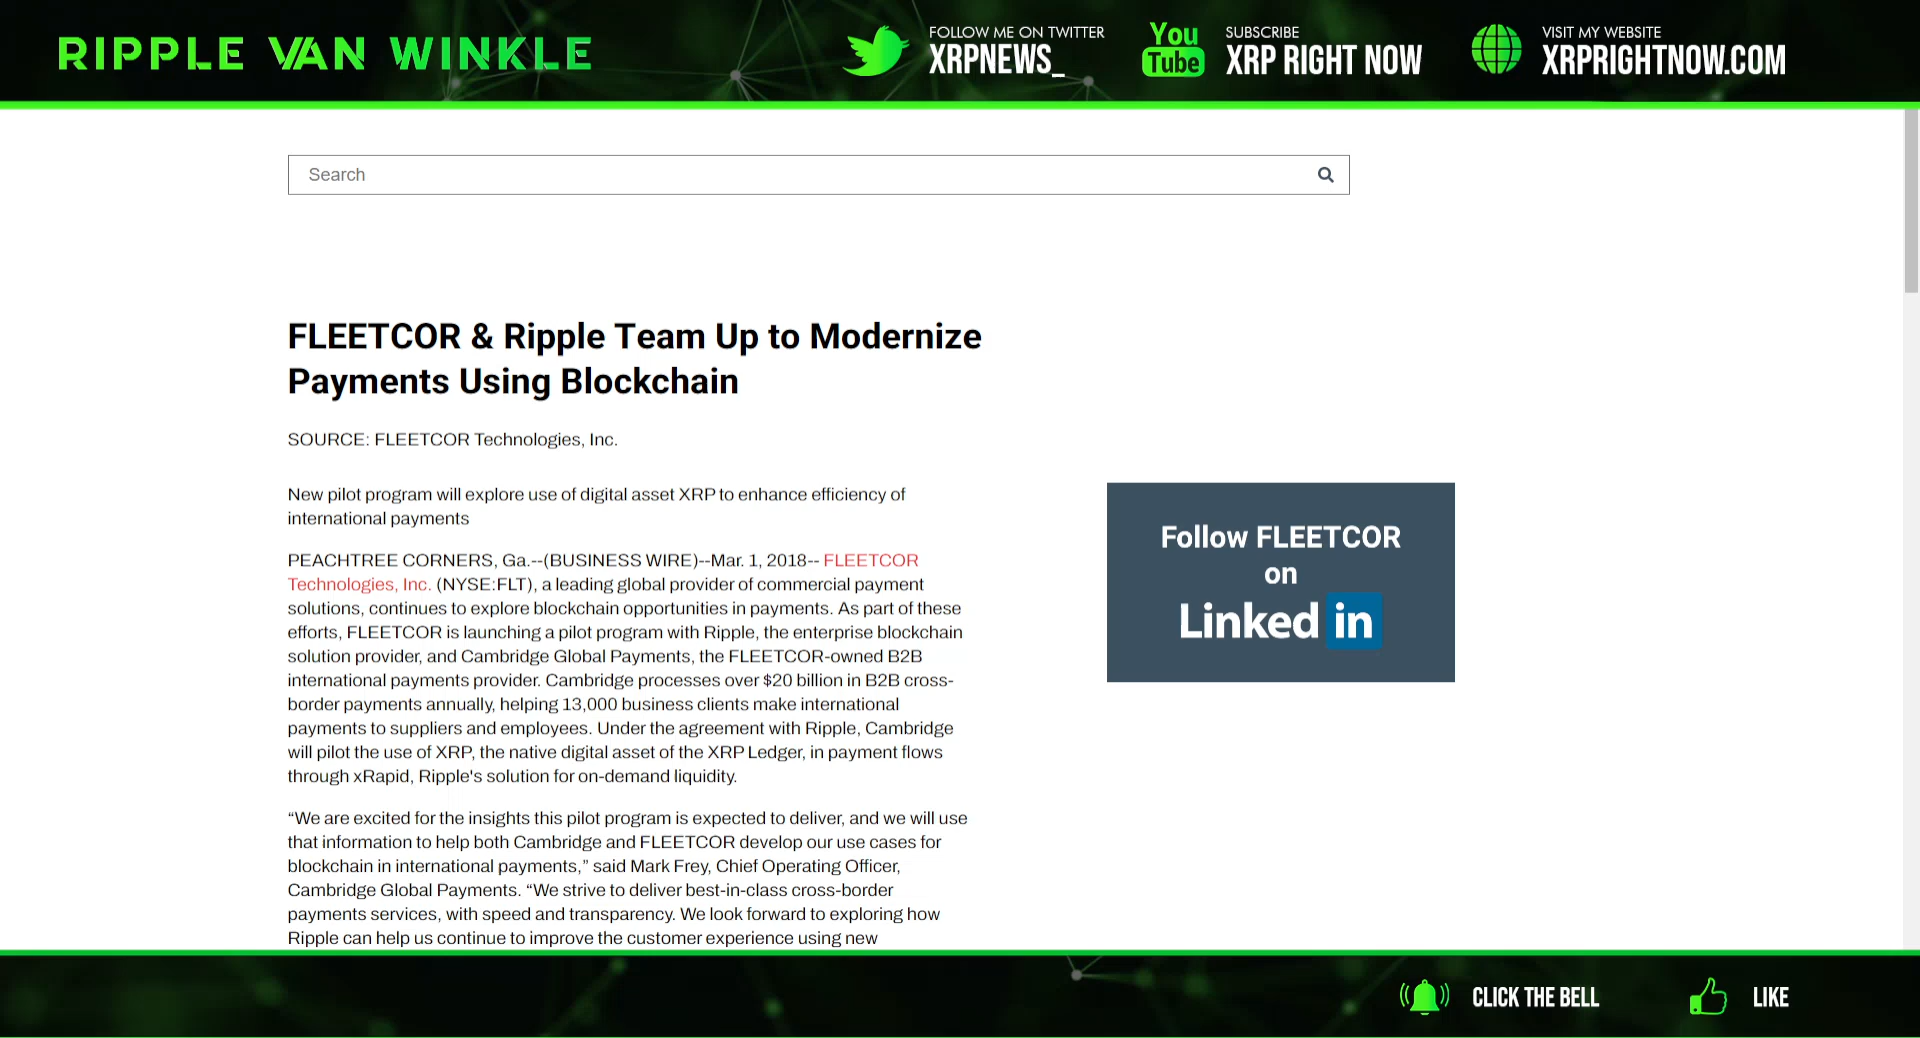 RIPPLE VAN WINKLE
FOLLOW ME ON TWITTER
XRPNEWS_
You
Tube
SUBSCRIBE
XRP RIGHT NOW
VISIT MY WEBSITE
XRPRIGHTNOW.COM
Search
FLEETCOR & Ripple Team Up to Modernize
Payments Using Blockchain
SOURCE: FLEETCOR Technologies, Inc.
New pilot program will explore use of digital asset XRP to enhance efficiency of
international payments
PEACHTREE CORNERS, Ga.--(BUSINESS WIRE)--Mar. 1, 2018-- FLEETCOR
Technologies, Inc. (NYSE:FLT), a leading global provider of commercial payment
solutions, continues to explore blockchain opportunities in payments. As part of these
efforts, FLEETCOR is launching a pilot program with Ripple, the enterprise blockchain
solution provider, and Cambridge Global Payments, the FLEETCOR-owned B2B
international payments provider. Cambridge processes over $20 billion in B2B cross-
border payments annually, helping 13,000 business clients make international
payments to suppliers and employees. Under the agreement with Ripple, Cambridge
will pilot the use of XRP, the native digital asset of the XRP Ledger, in payment flows
through xRapid, Ripple's solution for on-demand liquidity.
“We are excited for the insights this pilot program is expected to deliver, and we will use
that information to help both Cambridge and FLEETCOR develop our use cases for
blockchain in international payments,” said Mark Frey, Chief Operating Officer,
Cambridge Global Payments. “We strive to deliver best-in-class cross-border
payments services, with speed and transparency. We look forward to exploring how
Ripple can help us continue to improve the customer experience using new
Follow FLEETCOR
on
Linked in
CLICK THE BELL
LIKE